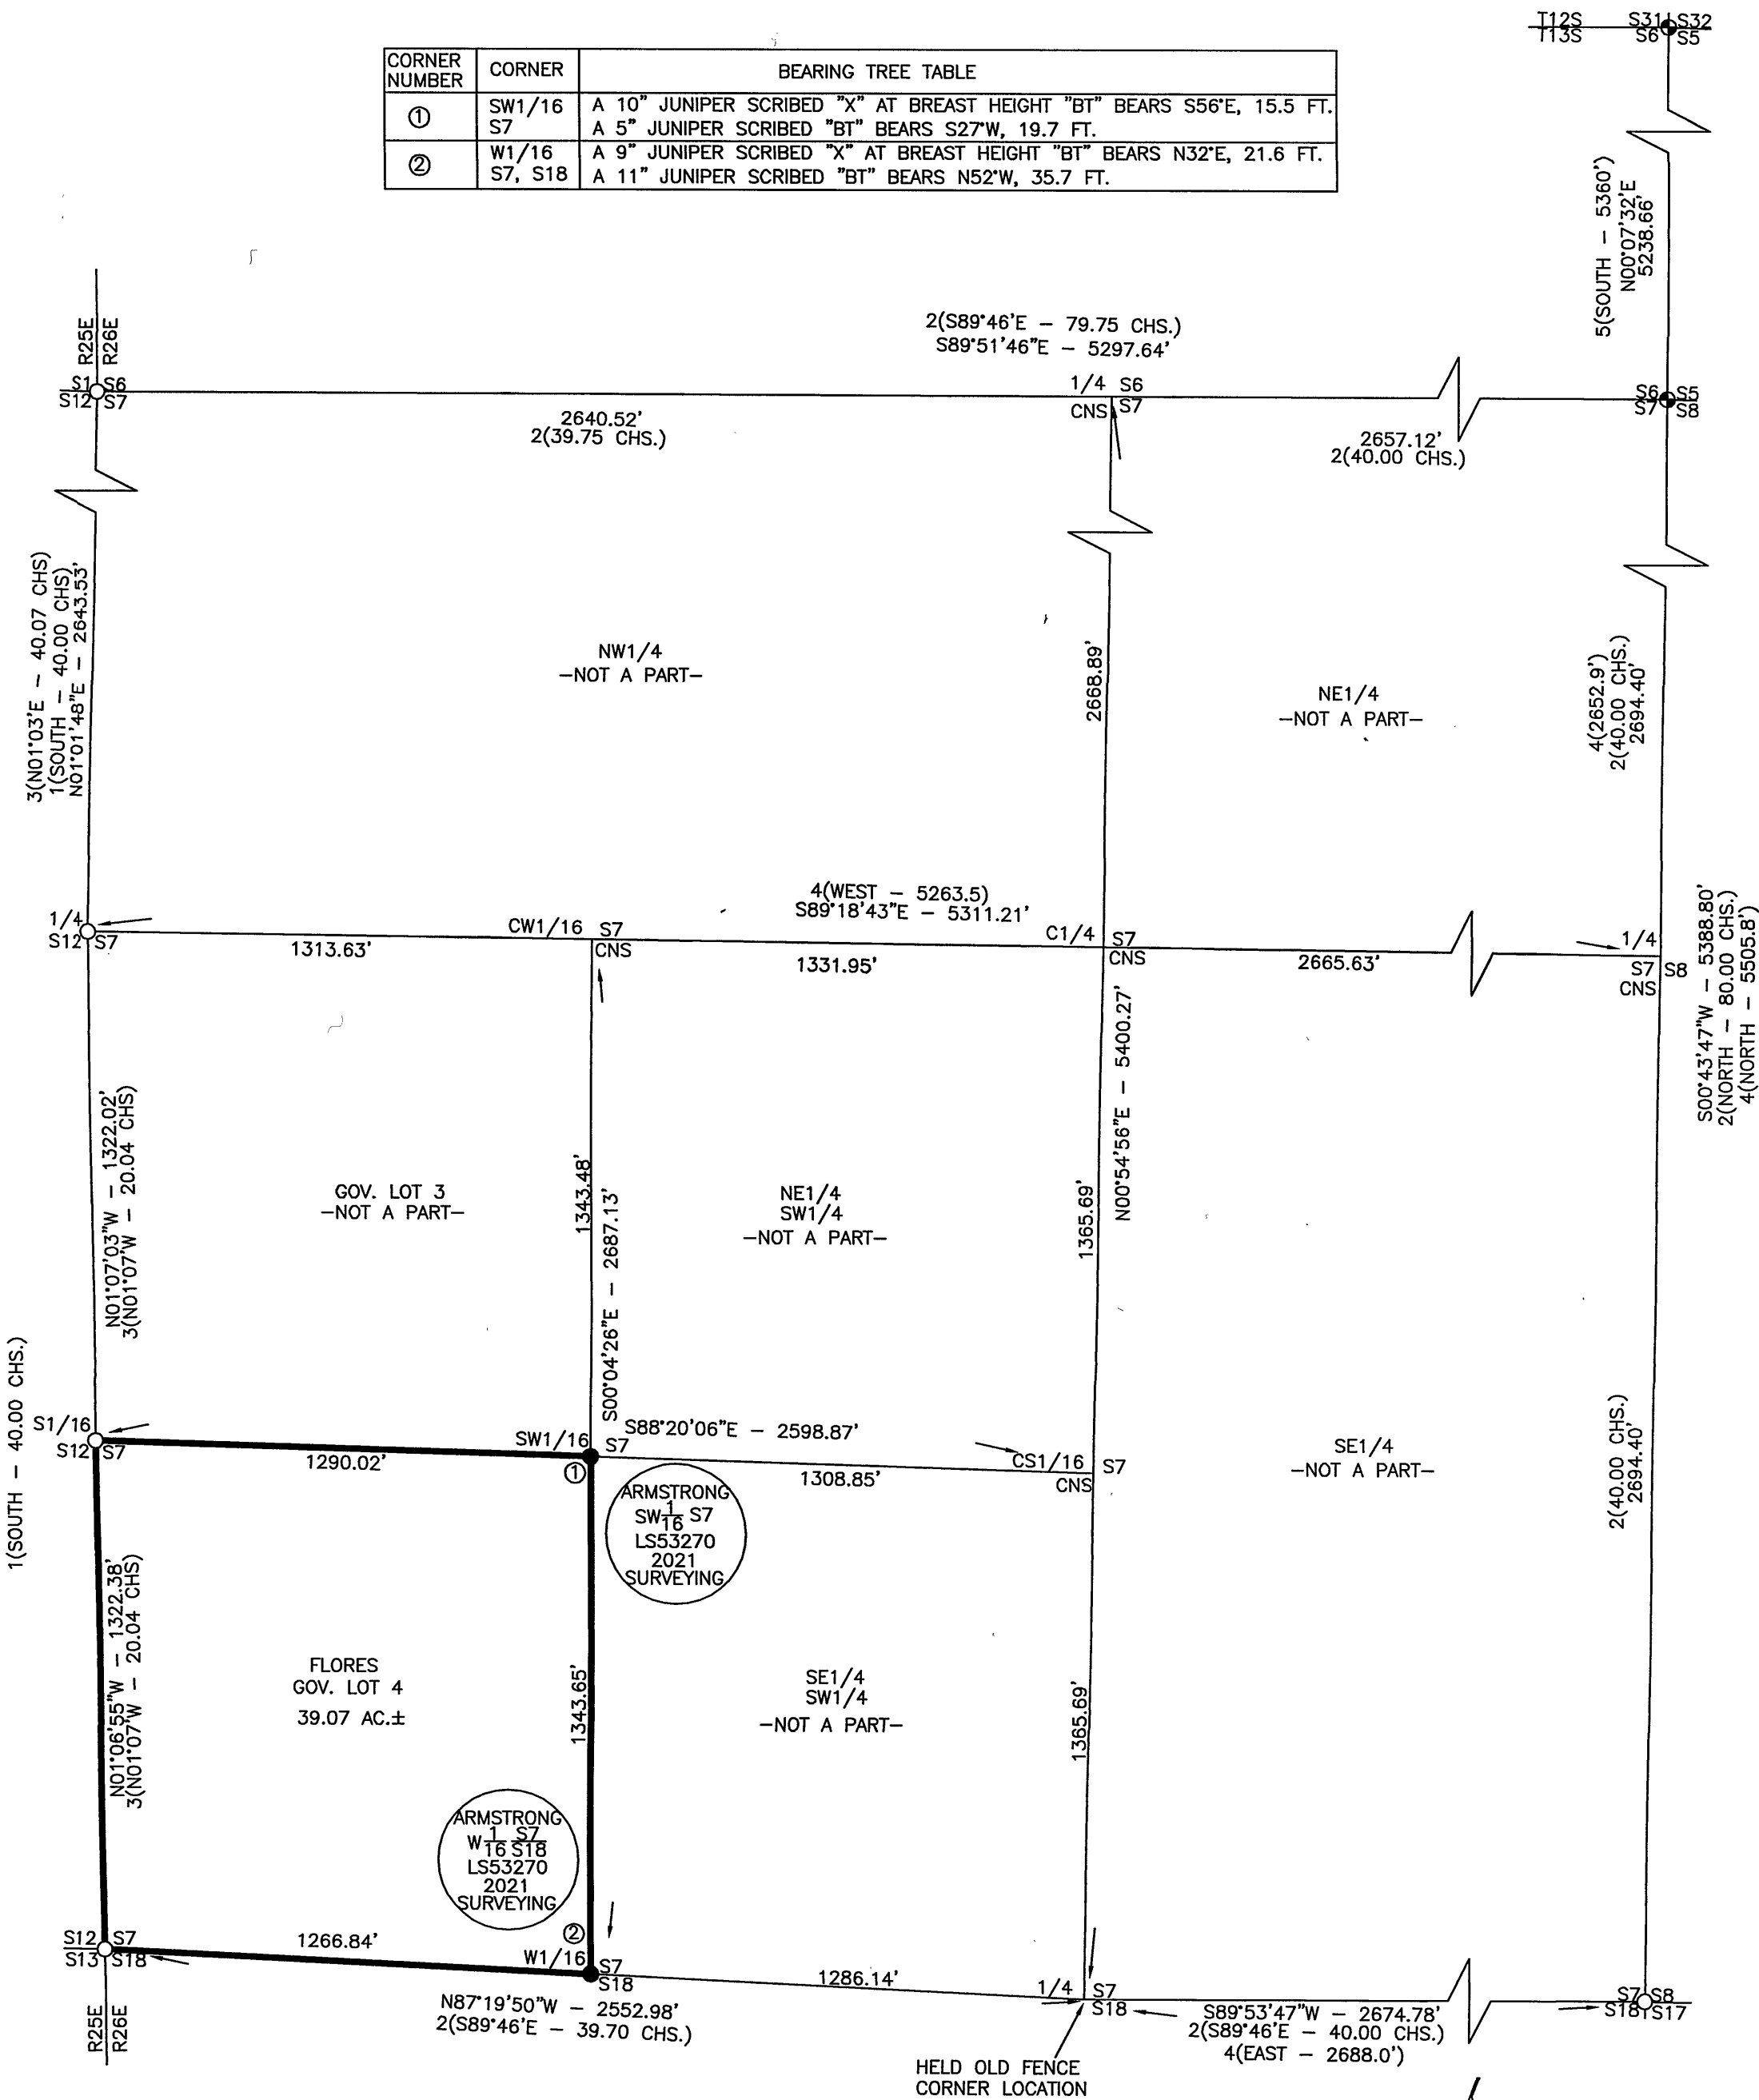 T12S S31 S32
T13S S6 S5
CORNER NUMBER CORNER BEARING TREE TABLE
① SW1/16 A 10" JUNIPER SCRIBED "X" AT BREAST HEIGHT "BT" BEARS S56°E, 15.5 FT.
S7 A 5" JUNIPER SCRIBED "BT" BEARS S27°W, 19.7 FT.
② W1/16 A 9" JUNIPER SCRIBED "X" AT BREAST HEIGHT "BT" BEARS N32°E, 21.6 FT.
S7, S18 A 11" JUNIPER SCRIBED "BT" BEARS N52°W, 35.7 FT.
5(SOUTH – 5360')
N00°07'32"E
5238.66'
R25E
R26E
2(S89°46'E – 79.75 CHS.)
S89°51'46"E – 5297.64'
S1 S6
S12 S7
1/4 S6
CNS S7
S6 S5
S7 S8
2640.52'
2(39.75 CHS.)
2657.12'
2(40.00 CHS.)
3(N01°03'E – 40.07 CHS)
1(SOUTH – 40.00 CHS)
N01°01'48"E – 2643.53'
NW1/4
–NOT A PART–
2668.89'
NE1/4
–NOT A PART–
4(2652.9')
2(40.00 CHS.)
2694.40'
4(WEST – 5263.5)
S89°18'43"E – 5311.21'
1/4
S12 S7
CW1/16 S7
CNS
C1/4 S7
CNS
1/4
S7 S8
CNS
1313.63'
1331.95'
2665.63'
S00°43'47"W – 5388.80'
2(NORTH – 80.00 CHS.)
4(NORTH – 5505.8')
N01°07'03"W – 1322.02'
3(N01°07'W – 20.04 CHS)
GOV. LOT 3
–NOT A PART–
1343.48'
S00°04'26"E – 2687.13'
NE1/4
SW1/4
–NOT A PART–
1365.69'
N00°54'56"E – 5400.27'
1(SOUTH – 40.00 CHS.)
S1/16
S12 S7
1290.02'
SW1/16 S7
①
S88°20'06"E – 2598.87'
1308.85'
CS1/16 S7
CNS
SE1/4
–NOT A PART–
2(40.00 CHS.)
2694.40'
ARMSTRONG
SW 1/16 S7
LS53270
2021
SURVEYING
N01°06'55"W – 1322.38'
3(N01°07'W – 20.04 CHS)
FLORES
GOV. LOT 4
39.07 AC.±
1343.65'
SE1/4
SW1/4
–NOT A PART–
1365.69'
ARMSTRONG
W 1/16 S7/S18
LS53270
2021
SURVEYING
②
S12 S7
S13 S18
1266.84'
W1/16 S7
S18
1286.14'
1/4 S7
S18
S7 S8
S18 S17
R25E
R26E
N87°19'50"W – 2552.98'
2(S89°46'E – 39.70 CHS.)
S89°53'47"W – 2674.78'
2(S89°46'E – 40.00 CHS.)
4(EAST – 2688.0')
HELD OLD FENCE
CORNER LOCATION